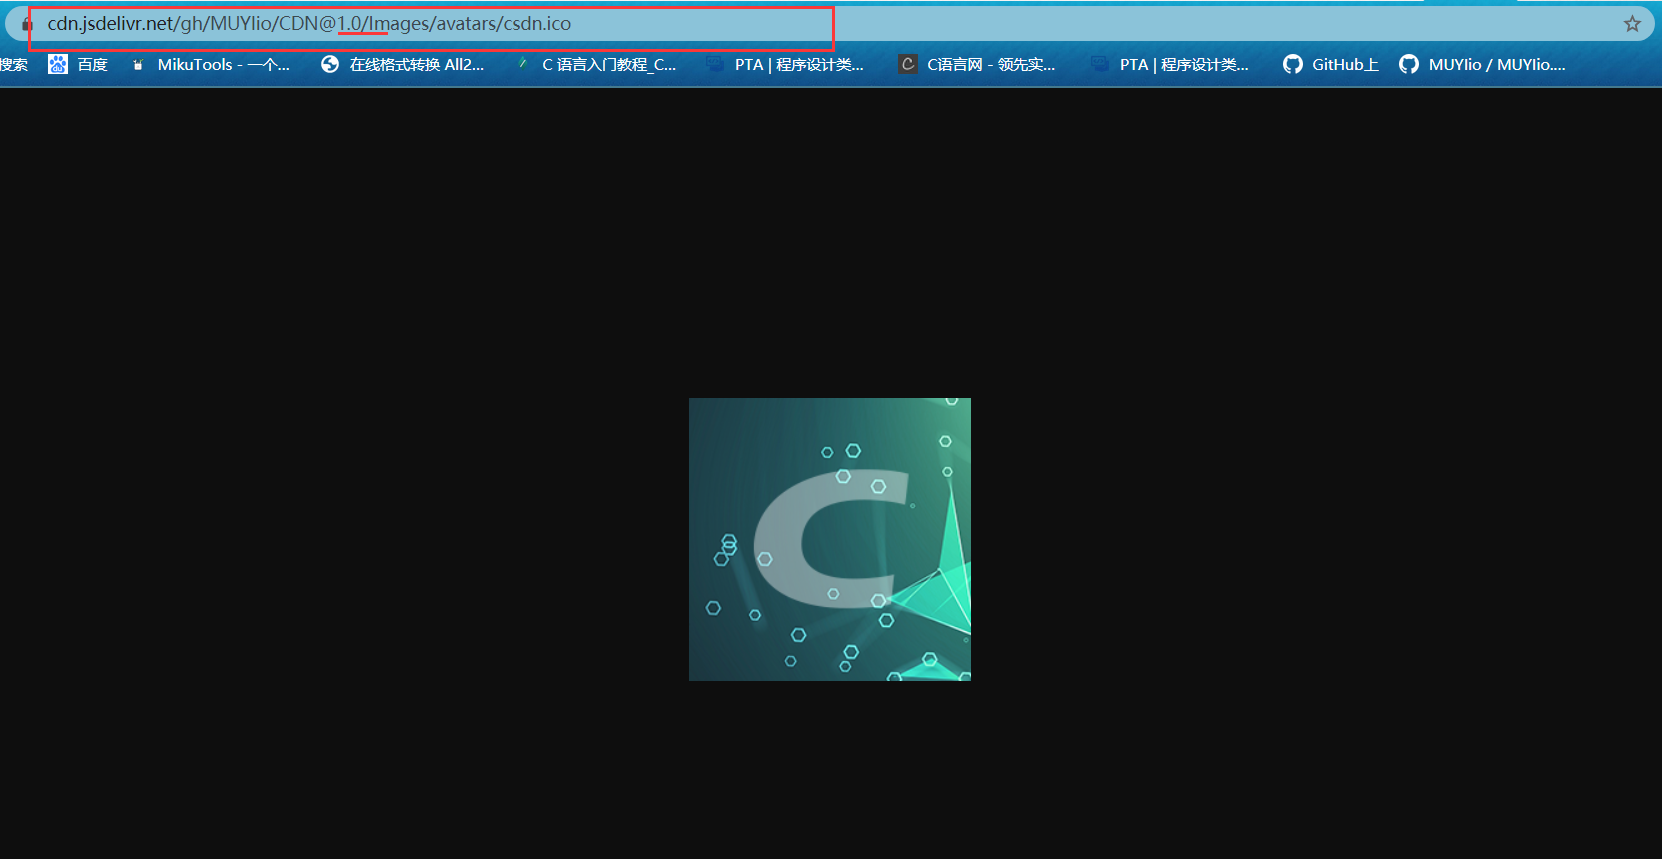 cdn.jsdelivr.net/gh/MUYIio/CDN@1.0/Images/avatars/csdn.ico
搜索 百度 MikuTools - 一个... 在线格式转换 All2... C 语言入门教程_C... PTA | 程序设计类... C语言网 - 领先实... PTA | 程序设计类... GitHub上 MUYIio / MUYIio....
C